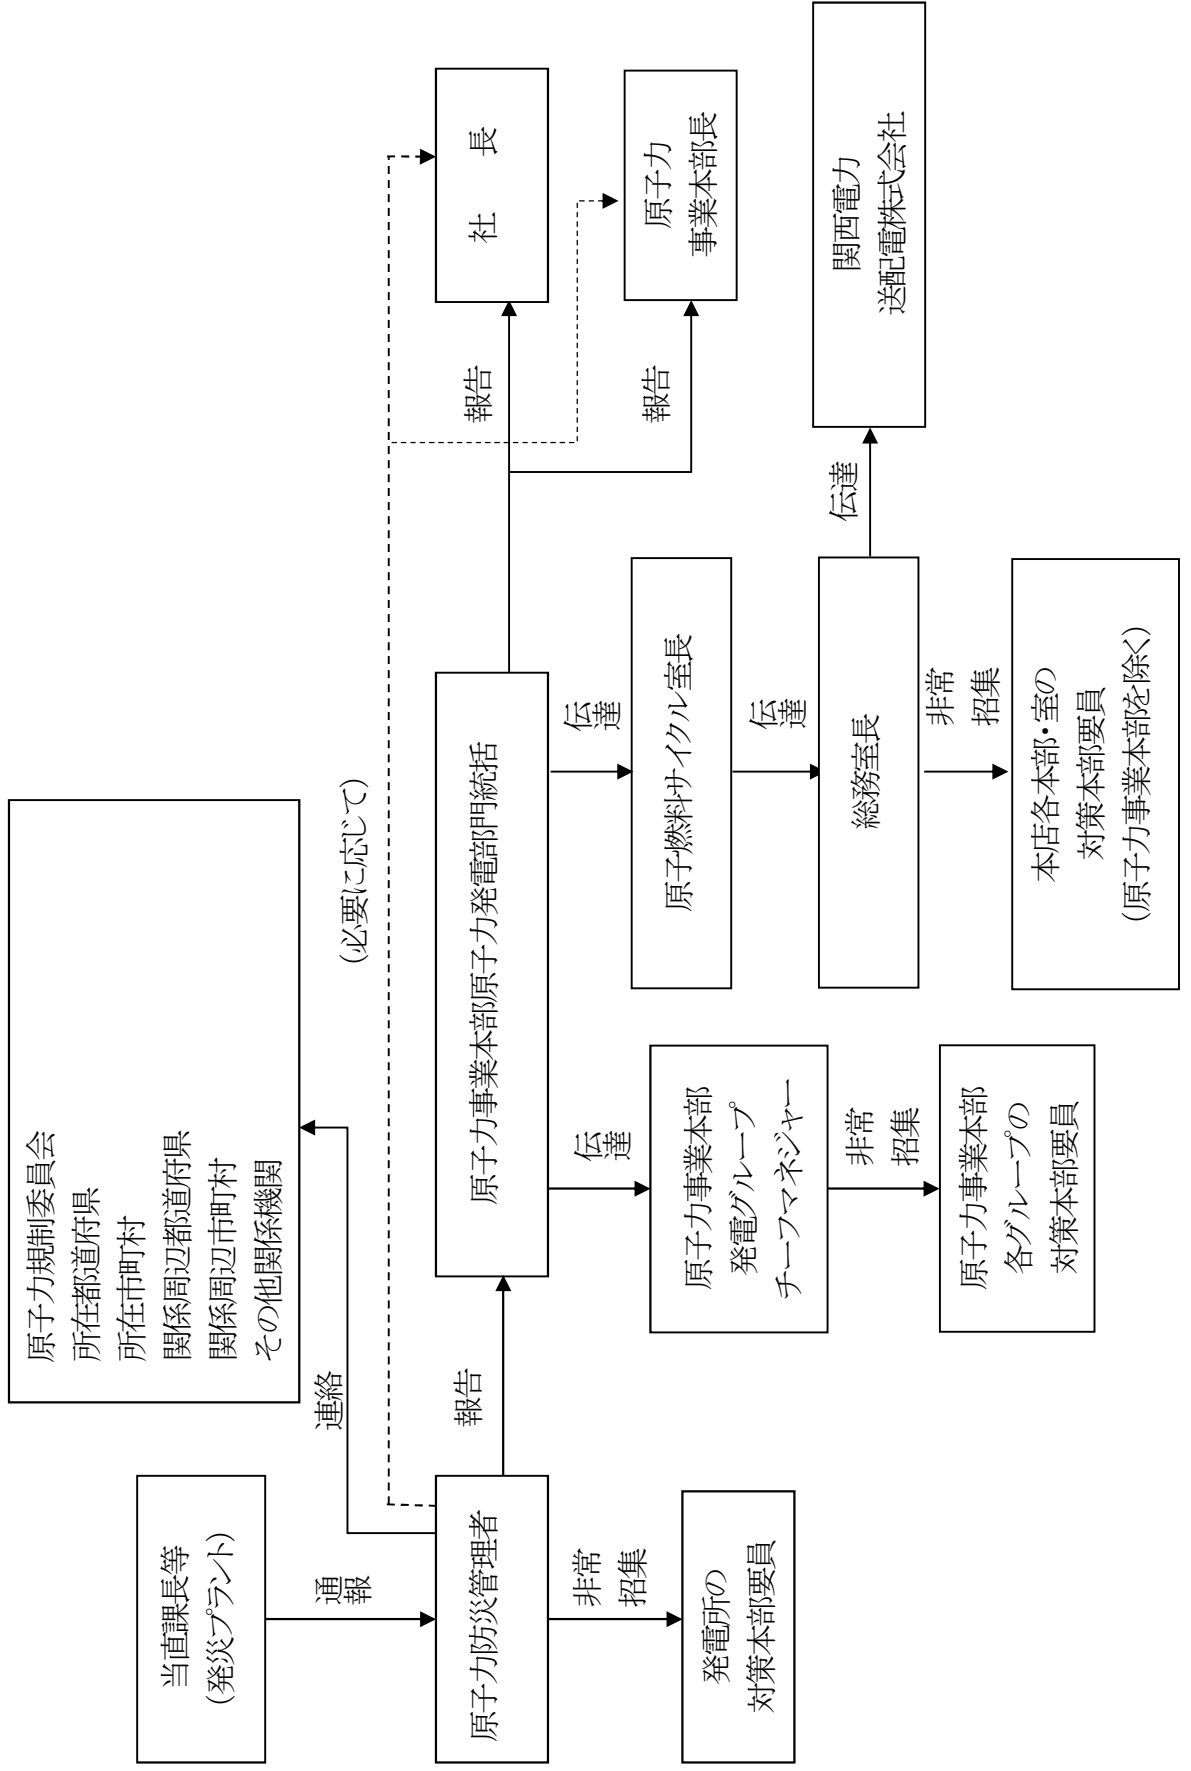 原子力規制委員会
所在都道府県
所在市町村
関係周辺都道府県
関係周辺市町村
その他関係機関
当直課長等
(発災プラント)
通報
連絡
(必要に応じて)
原子力防災管理者
報告
原子力事業本部原子力発電部門統括
報告
社　長
報告
原子力
事業本部長
非常
招集
発電所の
対策本部要員
伝達
原子力事業本部
発電グループ
チーフマネジャー
非常
招集
原子力事業本部
各グループの
対策本部要員
伝達
原子燃料サイクル室長
伝達
総務室長
伝達
関西電力
送配電株式会社
非常
招集
本店各本部・室の
対策本部要員
(原子力事業本部を除く)